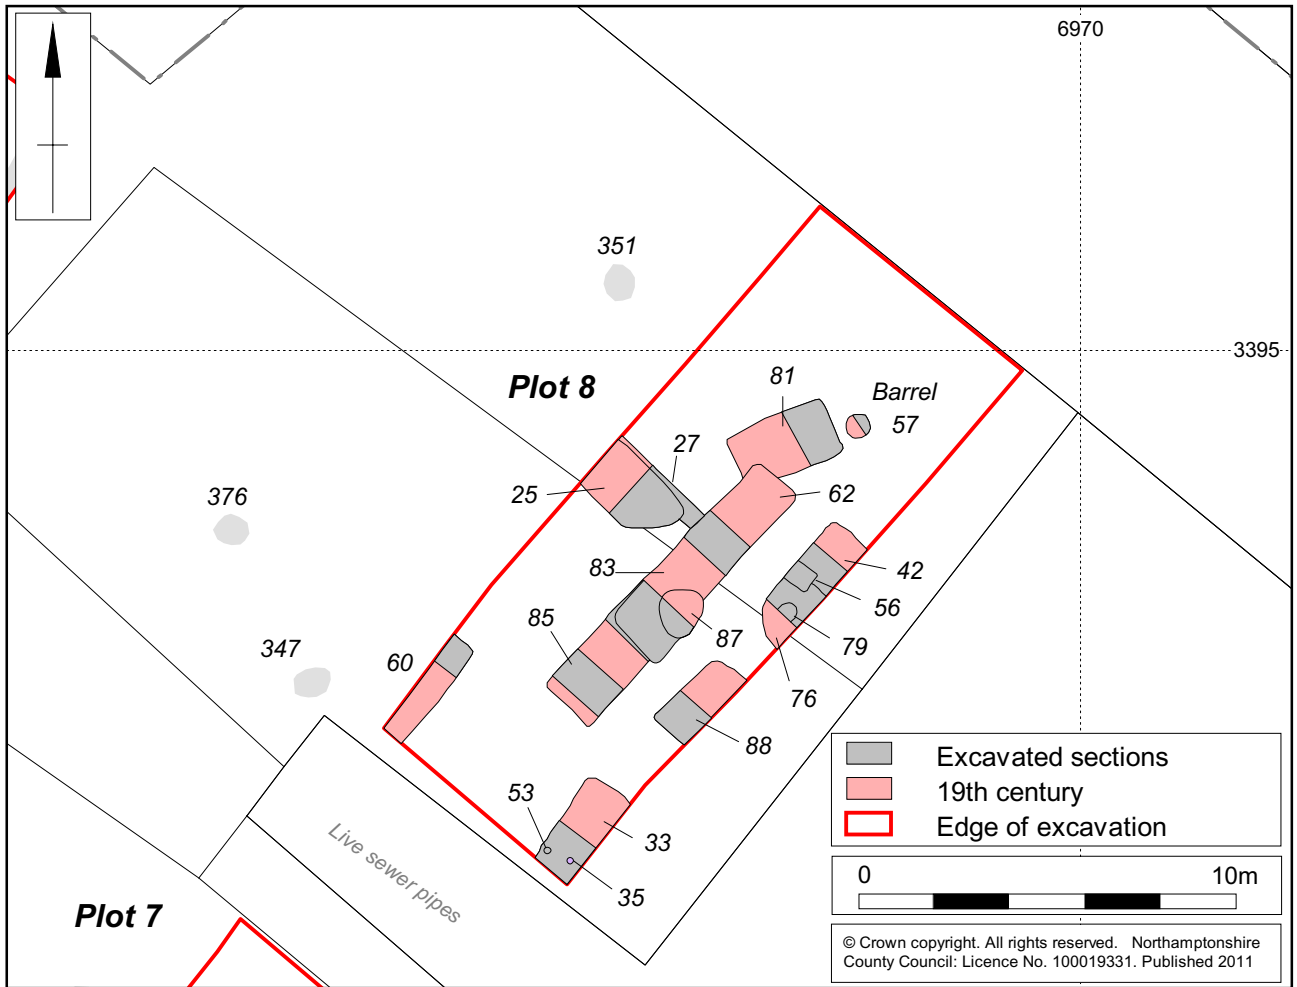 6970
351
3395
Plot 8
81
Barrel
57
27
25
62
376
83
42
56
85
87
79
347
60
76
88
53
33
35
Live sewer pipes
Plot 7
Excavated sections
19th century
Edge of excavation
0 10m
© Crown copyright. All rights reserved. Northamptonshire
County Council: Licence No. 100019331. Published 2011